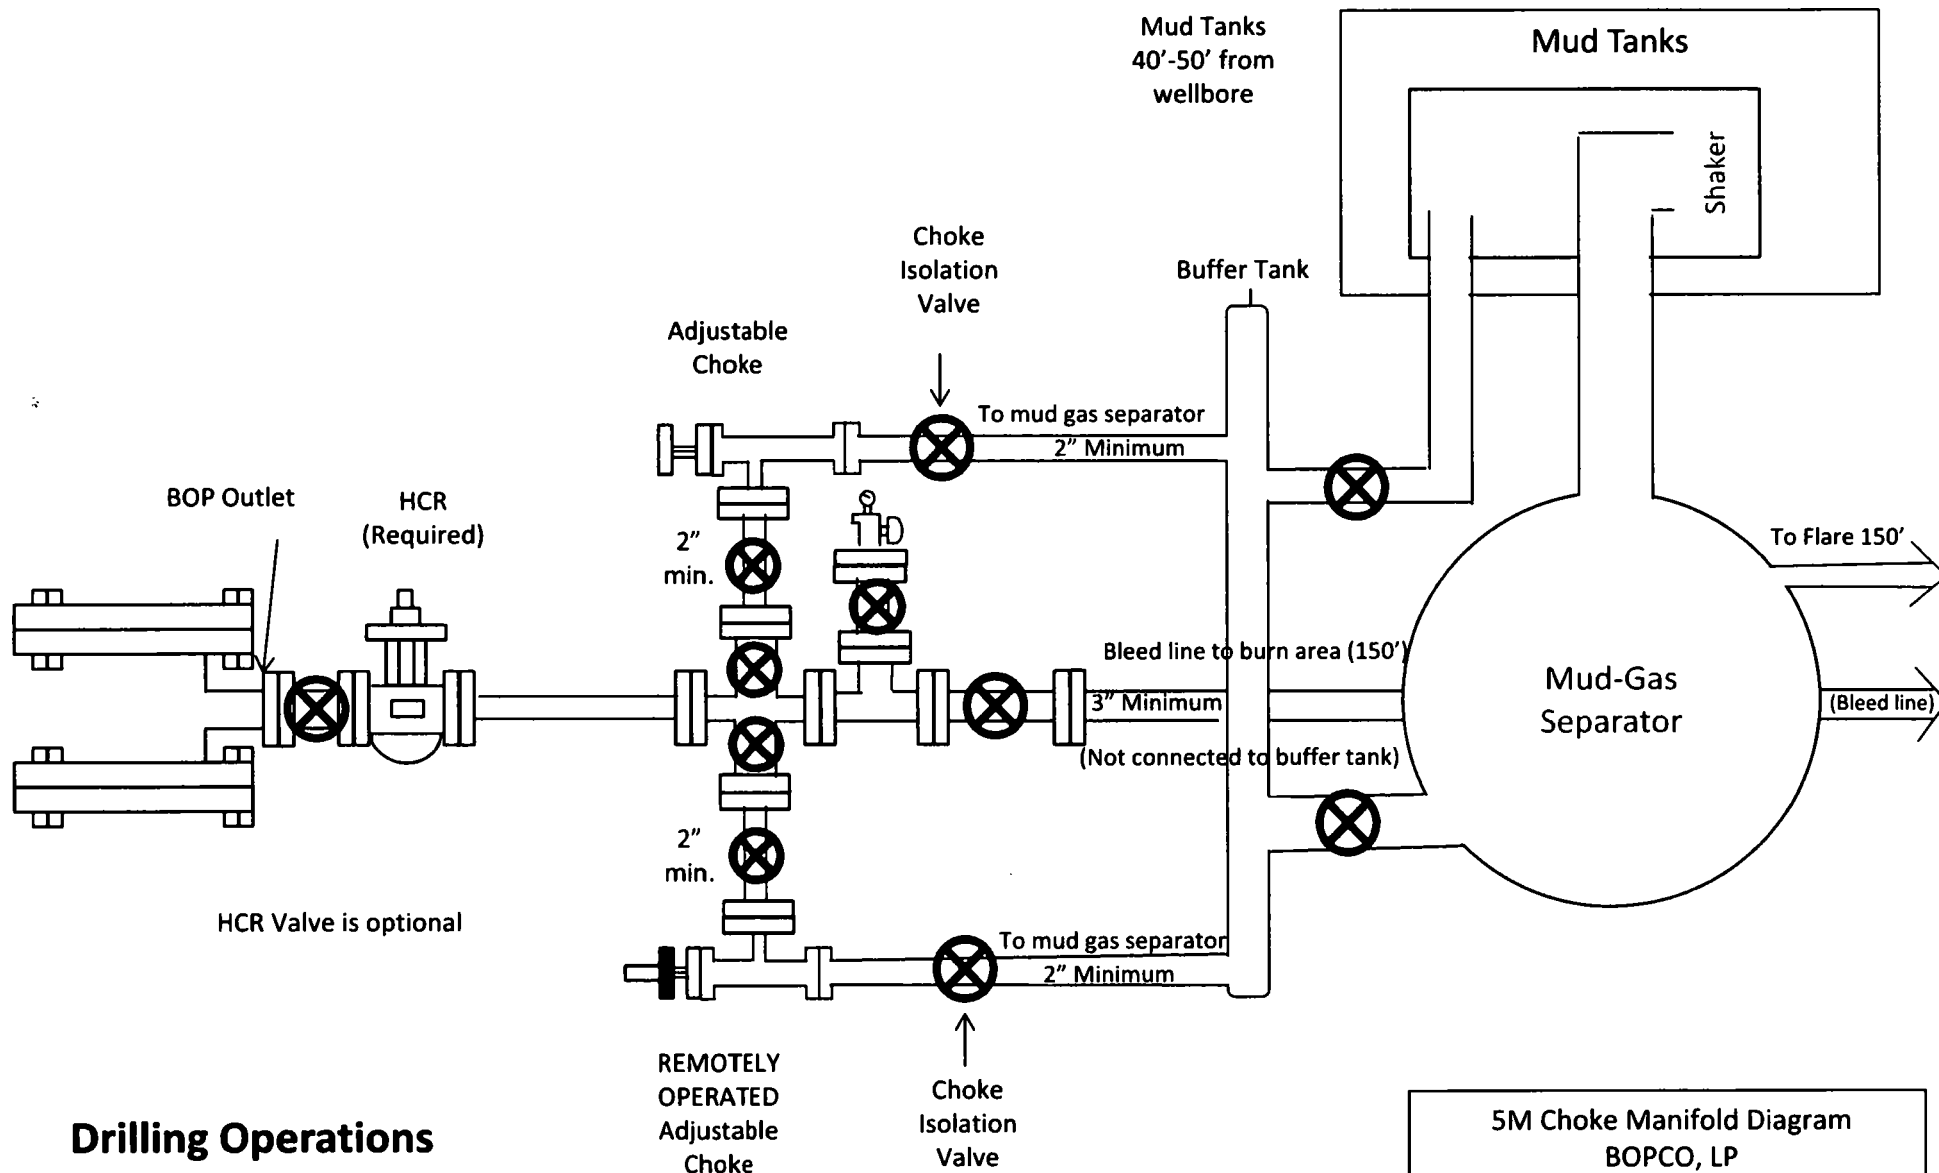 Mud Tanks
40'-50' from
wellbore
Mud Tanks
Shaker
Choke
Isolation
Valve
Buffer Tank
Adjustable
Choke
To mud gas separator
2" Minimum
BOP Outlet
HCR
(Required)
2"
min.
To Flare 150'
Bleed line to burn area (150')
3" Minimum
(Not connected to buffer tank)
Mud-Gas
Separator
(Bleed line)
2"
min.
HCR Valve is optional
To mud gas separator
2" Minimum
REMOTELY
OPERATED
Adjustable
Choke
Choke
Isolation
Valve
Drilling Operations
5M Choke Manifold Diagram
BOPCO, LP